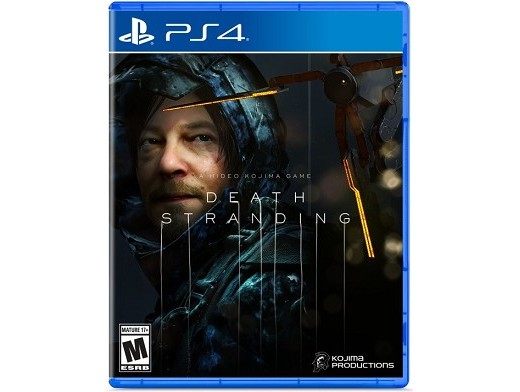 PS4
A HIDEO KOJIMA GAME
DEATH
STRANDING
MATURE 17+
M
ESRB
KOJIMA
PRODUCTIONS